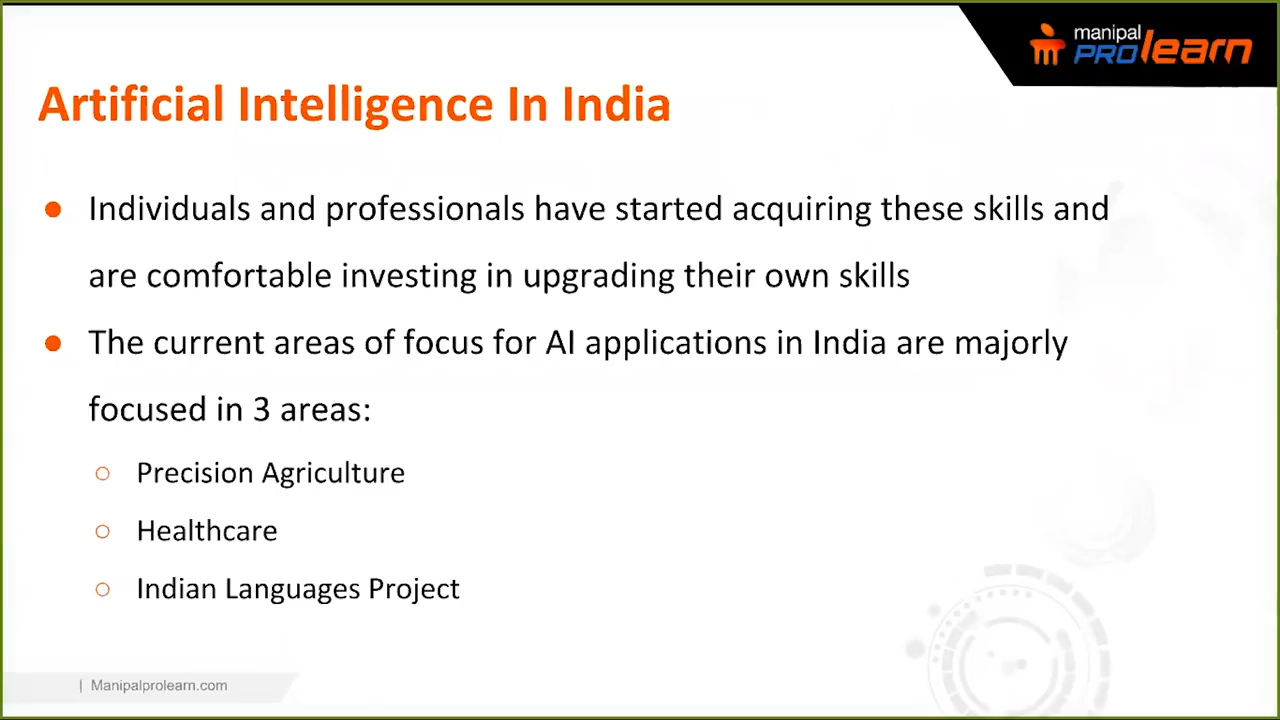 manipal
PROlearn
Artificial Intelligence In India
● Individuals and professionals have started acquiring these skills and
are comfortable investing in upgrading their own skills
● The current areas of focus for AI applications in India are majorly
focused in 3 areas:
○ Precision Agriculture
○ Healthcare
○ Indian Languages Project
| Manipalprolearn.com